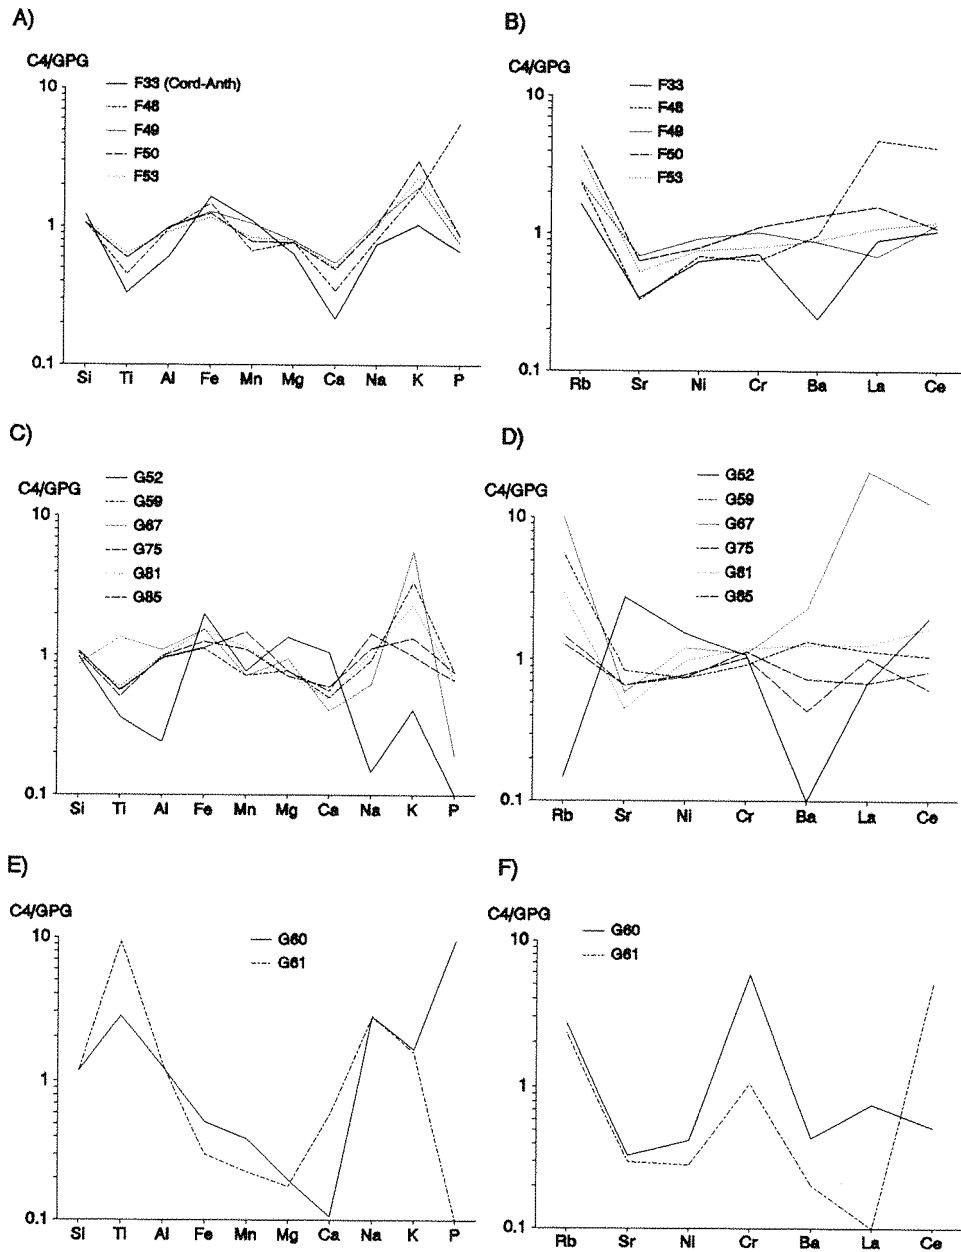 A)
C4/GPG
10
F33 (Cord-Anth)
F48
F49
F50
F53
1
0.1
Si Ti Al Fe Mn Mg Ca Na K P
B)
C4/GPG
10
F33
F48
F49
F50
F53
1
0.1
Rb Sr Ni Cr Ba La Ce
C)
C4/GPG
10
G52
G59
G67
G75
G81
G85
1
0.1
Si Ti Al Fe Mn Mg Ca Na K P
D)
C4/GPG
10
G52
G59
G67
G75
G81
G85
1
0.1
Rb Sr Ni Cr Ba La Ce
E)
C4/GPG
10
G60
G61
1
0.1
Si Ti Al Fe Mn Mg Ca Na K P
F)
C4/GPG
10
G60
G61
1
0.1
Rb Sr Ni Cr Ba La Ce